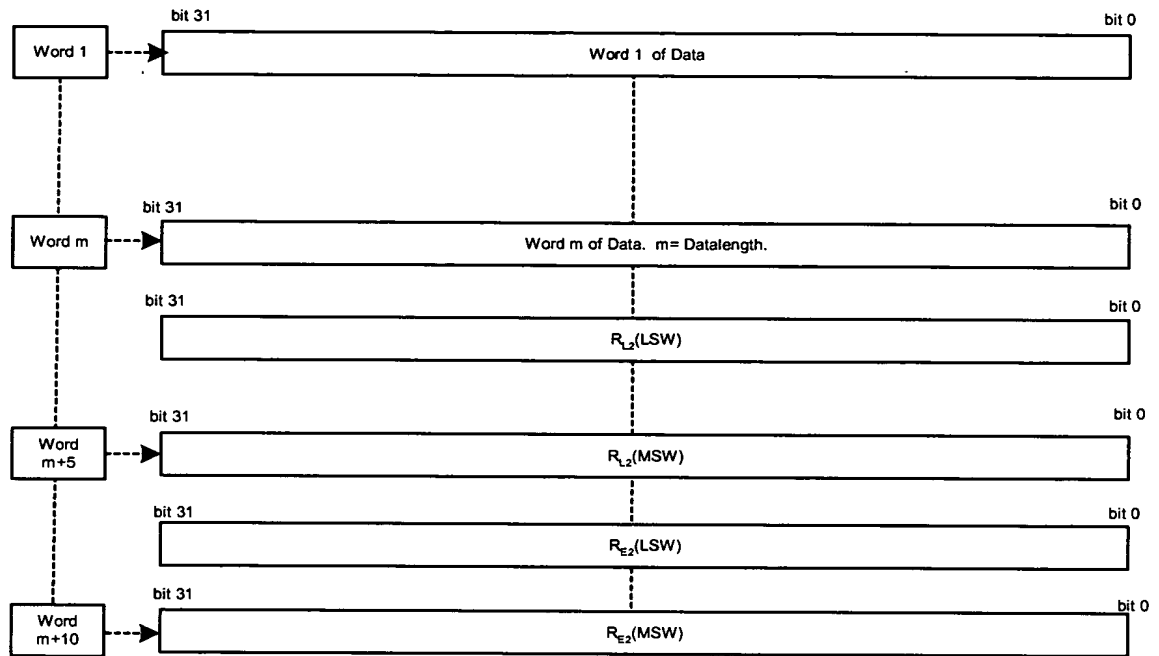 bit 31
bit 0
Word 1
Word 1 of Data
bit 31
bit 0
Word m
Word m of Data. m= Datalength.
bit 31
bit 0
R_L2(LSW)
bit 31
bit 0
Word
m+5
R_L2(MSW)
bit 31
bit 0
R_E2(LSW)
bit 31
bit 0
Word
m+10
R_E2(MSW)